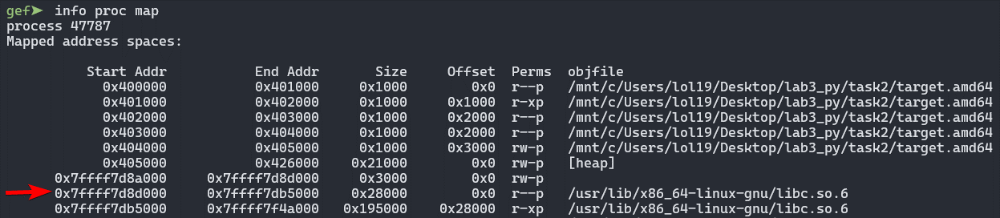 gef➤  info proc map
process 47787
Mapped address spaces:
Start Addr End Addr Size Offset Perms objfile
0x400000 0x401000 0x1000 0x0 r--p /mnt/c/Users/lol19/Desktop/lab3_py/task2/target.amd64
0x401000 0x402000 0x1000 0x1000 r-xp /mnt/c/Users/lol19/Desktop/lab3_py/task2/target.amd64
0x402000 0x403000 0x1000 0x2000 r--p /mnt/c/Users/lol19/Desktop/lab3_py/task2/target.amd64
0x403000 0x404000 0x1000 0x2000 r--p /mnt/c/Users/lol19/Desktop/lab3_py/task2/target.amd64
0x404000 0x405000 0x1000 0x3000 rw-p /mnt/c/Users/lol19/Desktop/lab3_py/task2/target.amd64
0x405000 0x426000 0x21000 0x0 rw-p [heap]
0x7ffff7d8a000 0x7ffff7d8d000 0x3000 0x0 rw-p
0x7ffff7d8d000 0x7ffff7db5000 0x28000 0x0 r--p /usr/lib/x86_64-linux-gnu/libc.so.6
0x7ffff7db5000 0x7ffff7f4a000 0x195000 0x28000 r-xp /usr/lib/x86_64-linux-gnu/libc.so.6